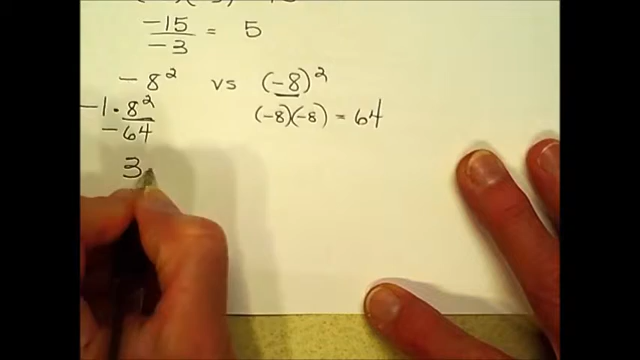 -15 / -3 = 5
-8² vs (-8)²
-1 · 8² (-8)(-8) = 64
-64
3